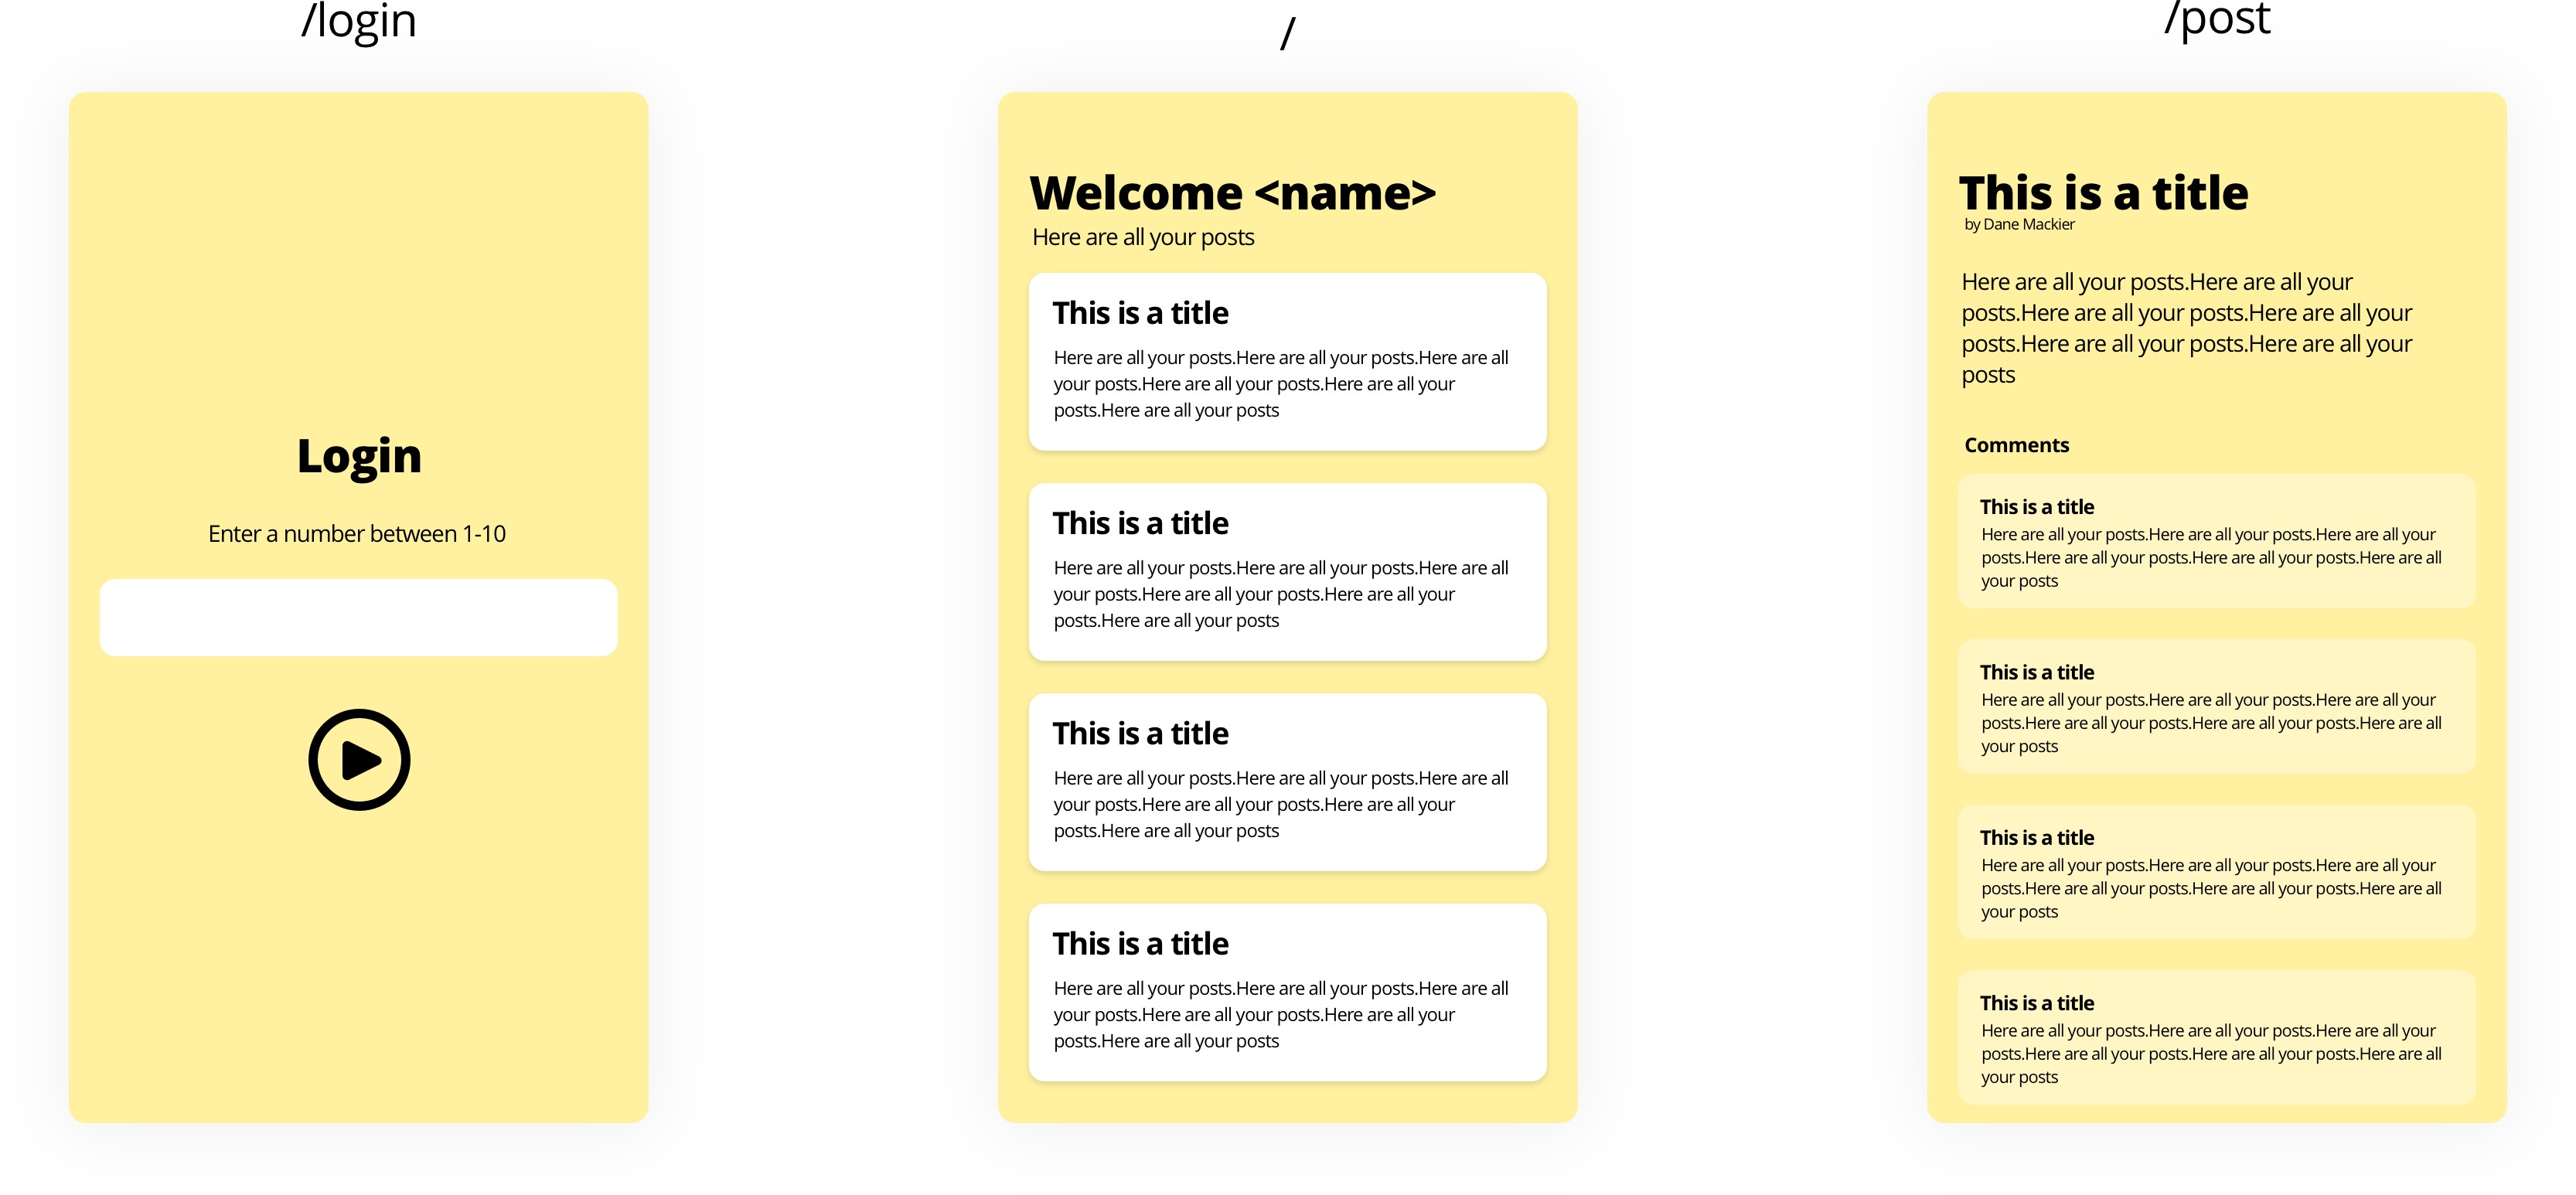 /login
Login
Enter a number between 1-10
/
Welcome <name>
Here are all your posts
This is a title
Here are all your posts.Here are all your posts.Here are all
your posts.Here are all your posts.Here are all your
posts.Here are all your posts
This is a title
Here are all your posts.Here are all your posts.Here are all
your posts.Here are all your posts.Here are all your
posts.Here are all your posts
This is a title
Here are all your posts.Here are all your posts.Here are all
your posts.Here are all your posts.Here are all your
posts.Here are all your posts
This is a title
Here are all your posts.Here are all your posts.Here are all
your posts.Here are all your posts.Here are all your
posts.Here are all your posts
/post
This is a title
by Dane Mackier
Here are all your posts.Here are all your
posts.Here are all your posts.Here are all your
posts.Here are all your posts.Here are all your
posts
Comments
This is a title
Here are all your posts.Here are all your posts.Here are all your
posts.Here are all your posts.Here are all your posts.Here are all
your posts
This is a title
Here are all your posts.Here are all your posts.Here are all your
posts.Here are all your posts.Here are all your posts.Here are all
your posts
This is a title
Here are all your posts.Here are all your posts.Here are all your
posts.Here are all your posts.Here are all your posts.Here are all
your posts
This is a title
Here are all your posts.Here are all your posts.Here are all your
posts.Here are all your posts.Here are all your posts.Here are all
your posts